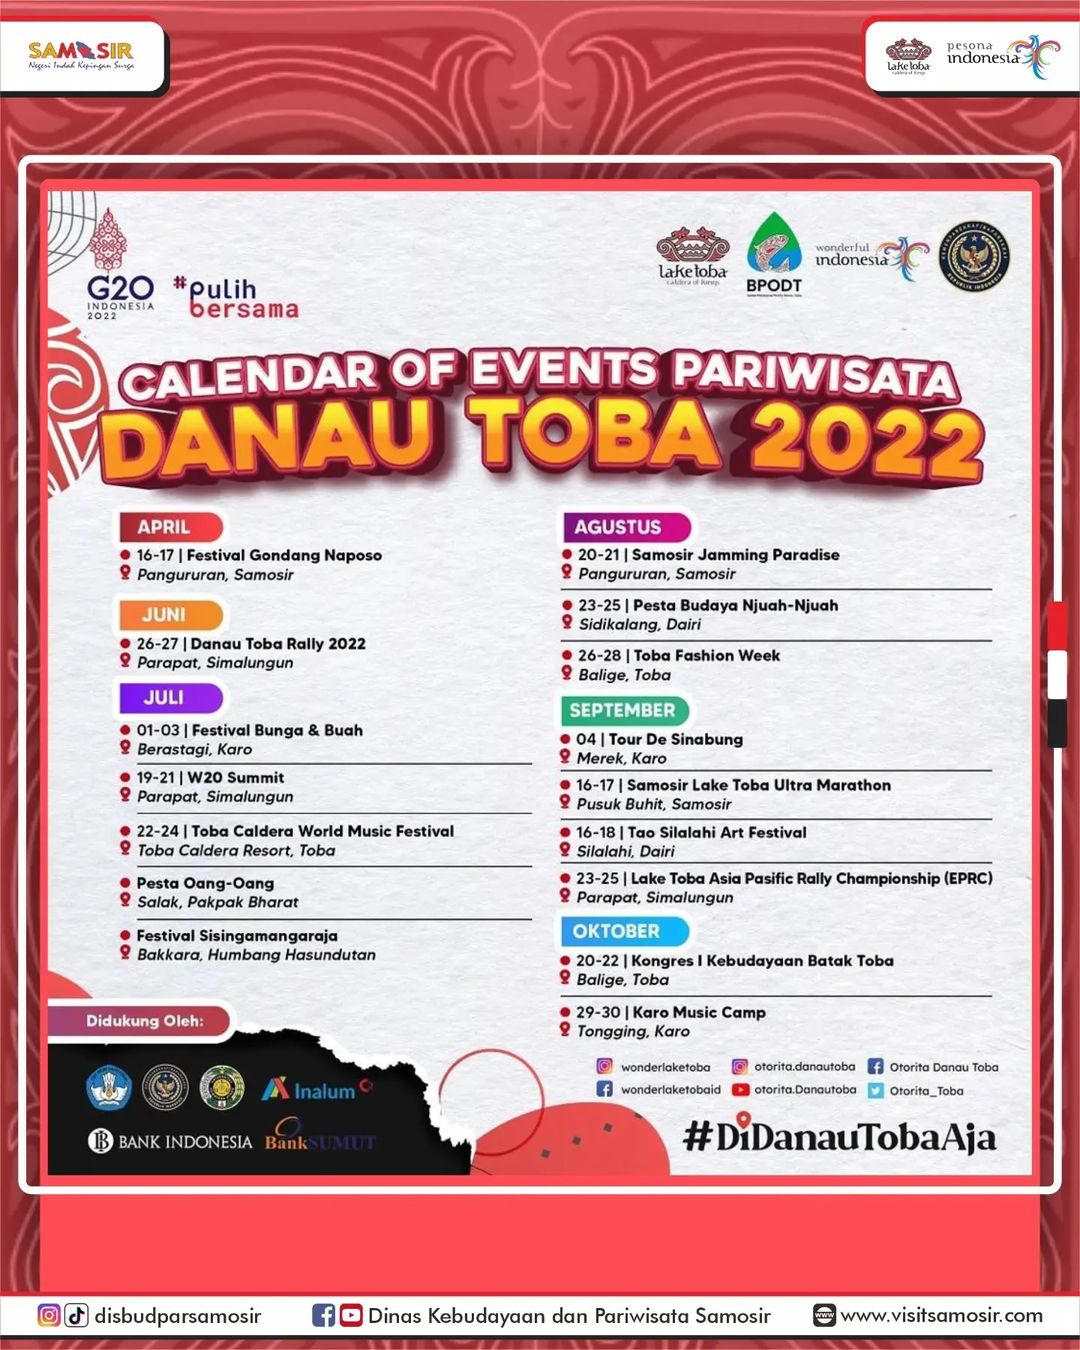 SAMOSIR
Negeri Indah Kepingan Surga
Lake Toba
caldera of kings
pesona
indonesia
G20
INDONESIA
2022
#pulih
bersama
Lake Toba
caldera of kings
BPODT
wonderful
indonesia
CALENDAR OF EVENTS PARIWISATA
DANAU TOBA 2022
APRIL
16-17 | Festival Gondang Naposo
Pangururan, Samosir
JUNI
26-27 | Danau Toba Rally 2022
Parapat, Simalungun
JULI
01-03 | Festival Bunga & Buah
Berastagi, Karo
19-21 | W20 Summit
Parapat, Simalungun
22-24 | Toba Caldera World Music Festival
Toba Caldera Resort, Toba
Pesta Oang-Oang
Salak, Pakpak Bharat
Festival Sisingamangaraja
Bakkara, Humbang Hasundutan
AGUSTUS
20-21 | Samosir Jamming Paradise
Pangururan, Samosir
23-25 | Pesta Budaya Njuah-Njuah
Sidikalang, Dairi
26-28 | Toba Fashion Week
Balige, Toba
SEPTEMBER
04 | Tour De Sinabung
Merek, Karo
16-17 | Samosir Lake Toba Ultra Marathon
Pusuk Buhit, Samosir
16-18 | Tao Silalahi Art Festival
Silalahi, Dairi
23-25 | Lake Toba Asia Pasific Rally Championship (EPRC)
Parapat, Simalungun
OKTOBER
20-22 | Kongres I Kebudayaan Batak Toba
Balige, Toba
29-30 | Karo Music Camp
Tongging, Karo
Didukung Oleh:
Inalum
BANK INDONESIA
Bank SUMUT
wonderlaketoba
otorita.danautoba
Otorita Danau Toba
wonderlaketobaid
otorita.Danautoba
Otorita_Toba
#DiDanauTobaAja
disbudparsamosir
Dinas Kebudayaan dan Pariwisata Samosir
www.visitsamosir.com